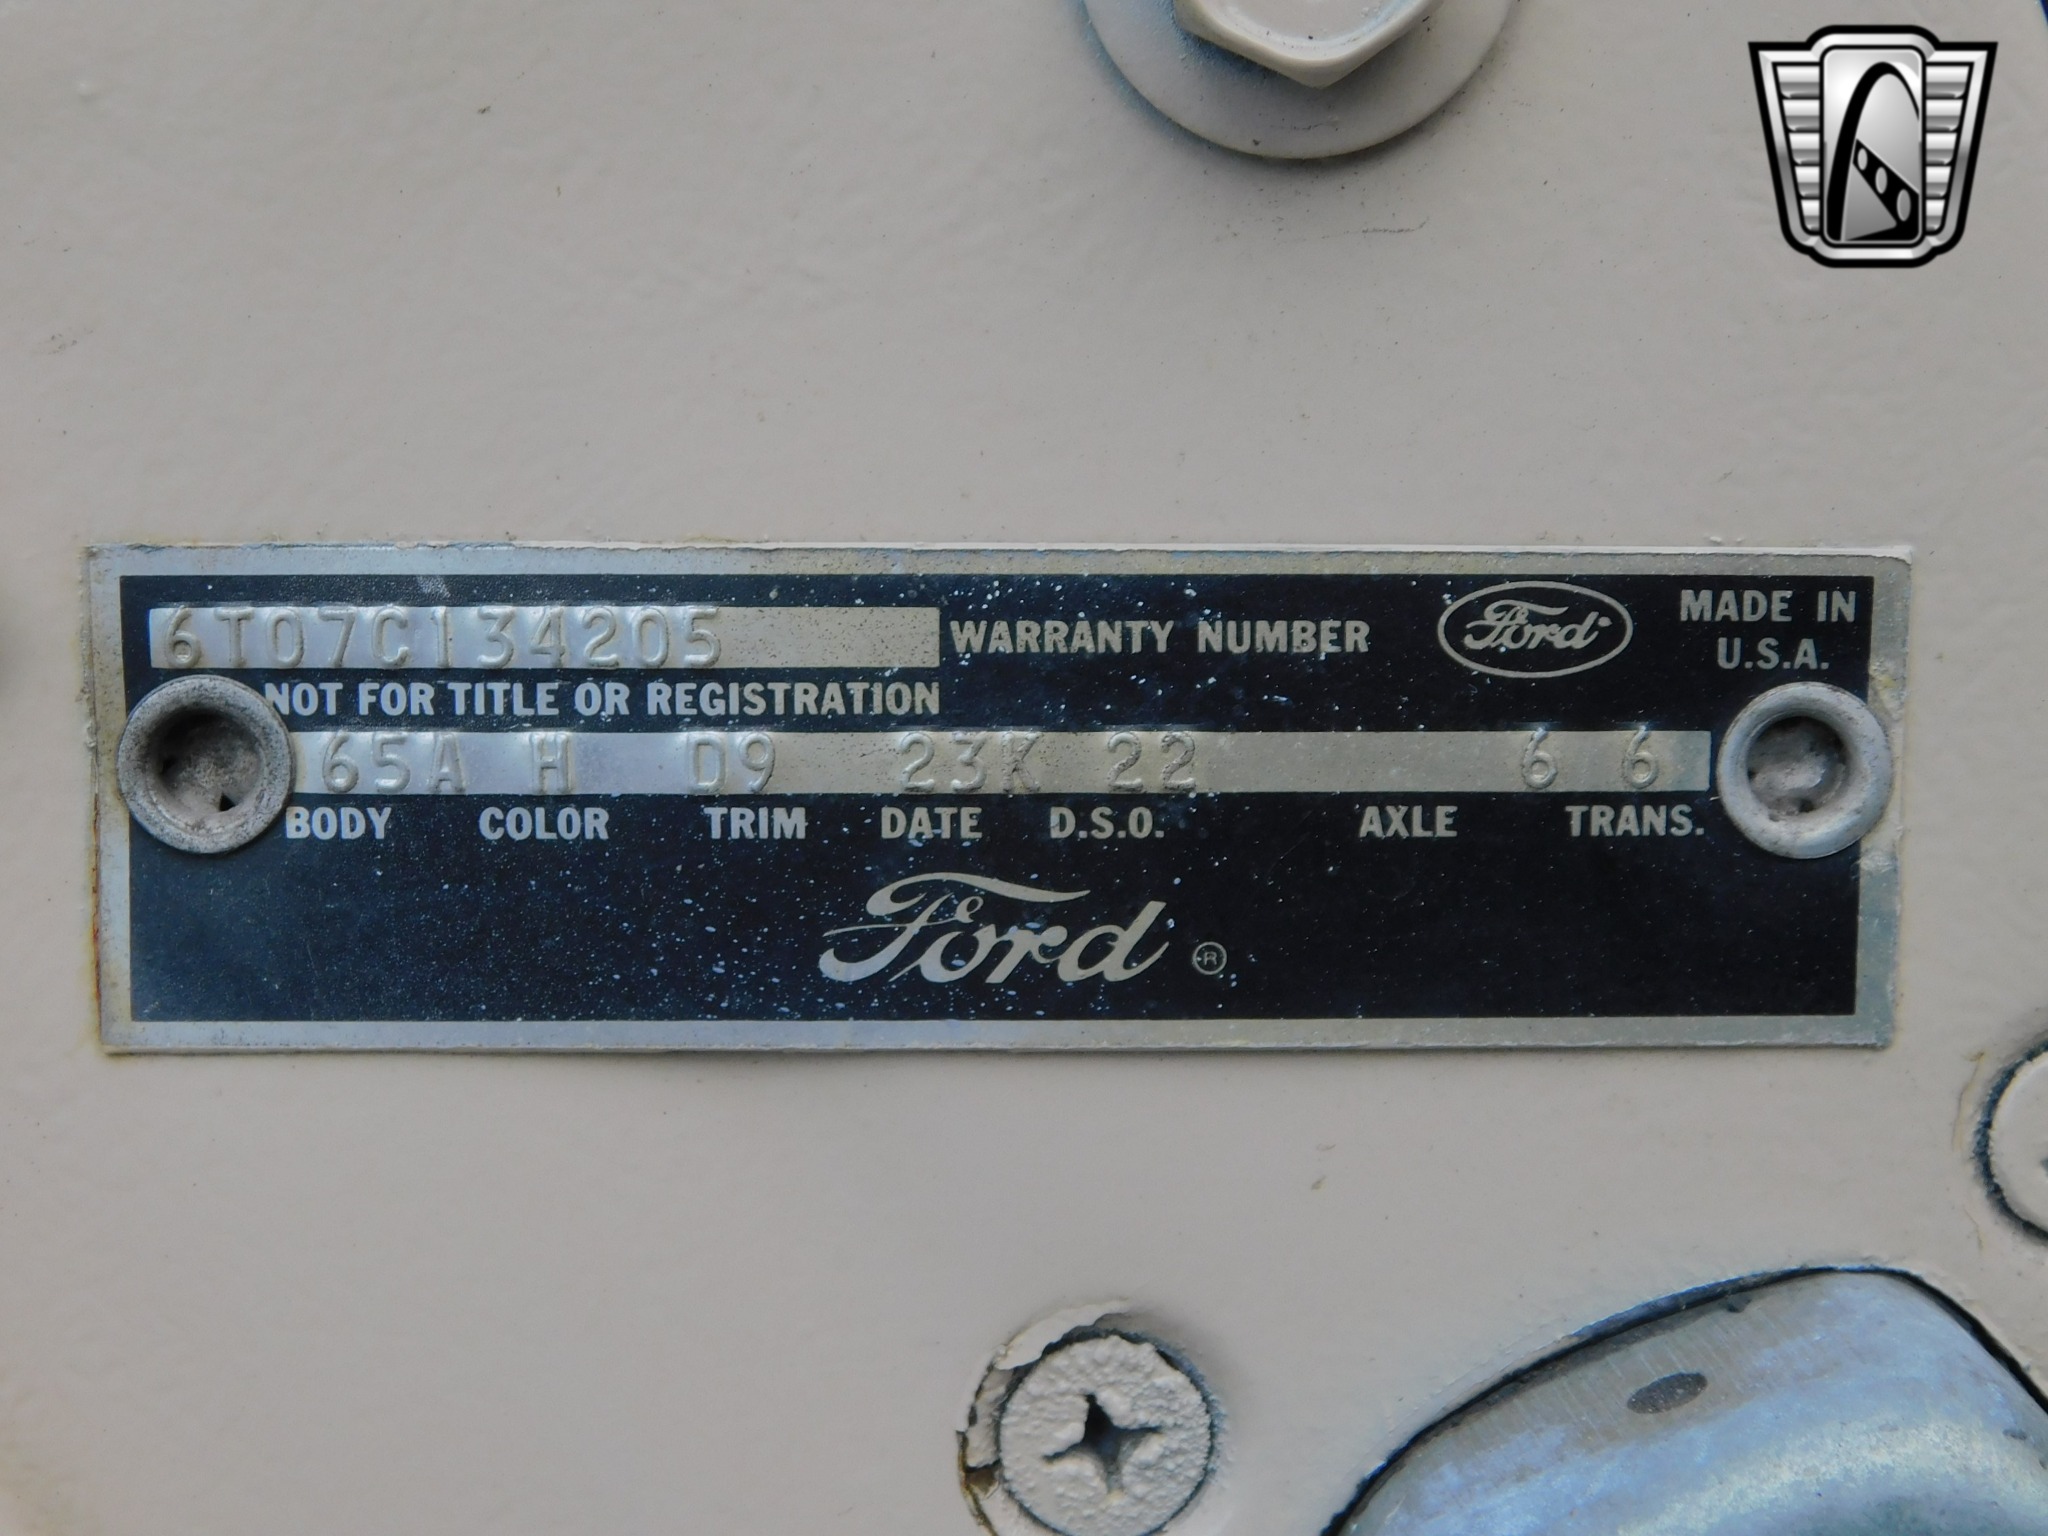 6T07C134205 WARRANTY NUMBER Ford MADE IN U.S.A.
NOT FOR TITLE OR REGISTRATION
65A H D9 23K 22 6 6
BODY COLOR TRIM DATE D.S.O. AXLE TRANS.
Ford ®